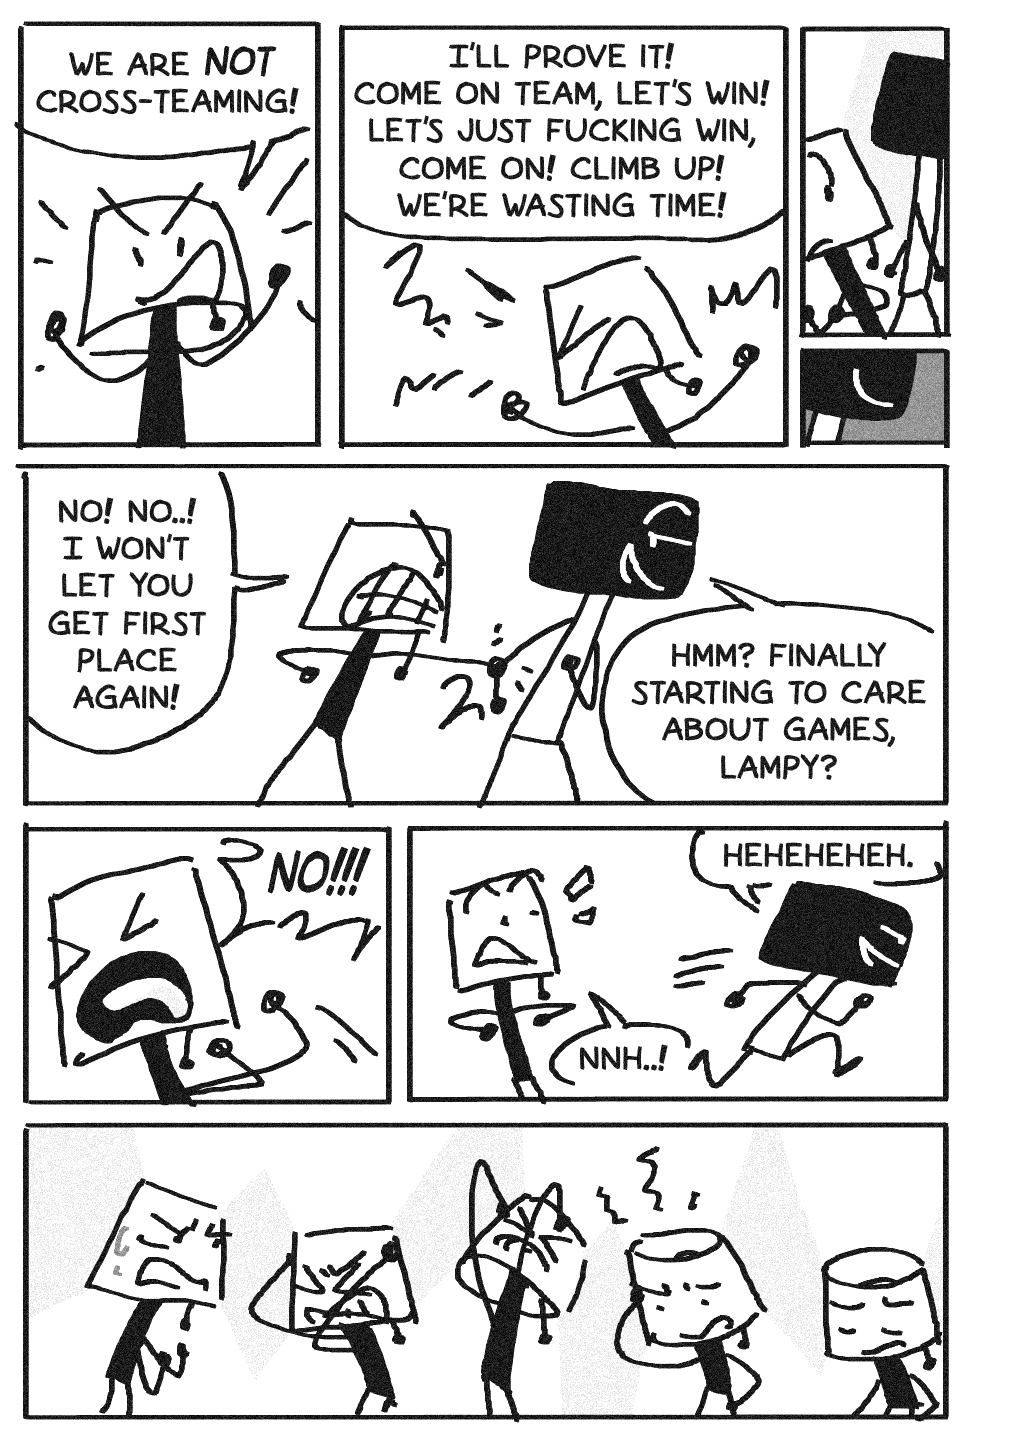 WE ARE NOT
CROSS-TEAMING!
I'LL PROVE IT!
COME ON TEAM, LET'S WIN!
LET'S JUST FUCKING WIN,
COME ON! CLIMB UP!
WE'RE WASTING TIME!
NO! NO..!
I WON'T
LET YOU
GET FIRST
PLACE
AGAIN!
HMM? FINALLY
STARTING TO CARE
ABOUT GAMES,
LAMPY?
NO!!!
HEHEHEHEH.
NNH..!